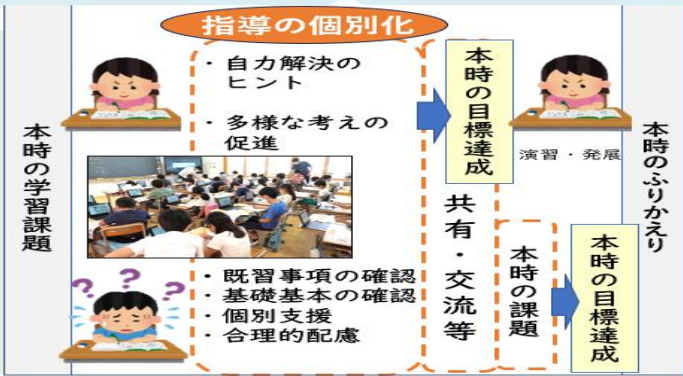 指導の個別化
本時の学習課題
・自力解決の
ヒント
・多様な考えの
促進
・既習事項の確認
・基礎基本の確認
・個別支援
・合理的配慮
本時の目標達成
共有・交流等
演習・発展
本時の課題
本時の目標達成
本時のふりかえり